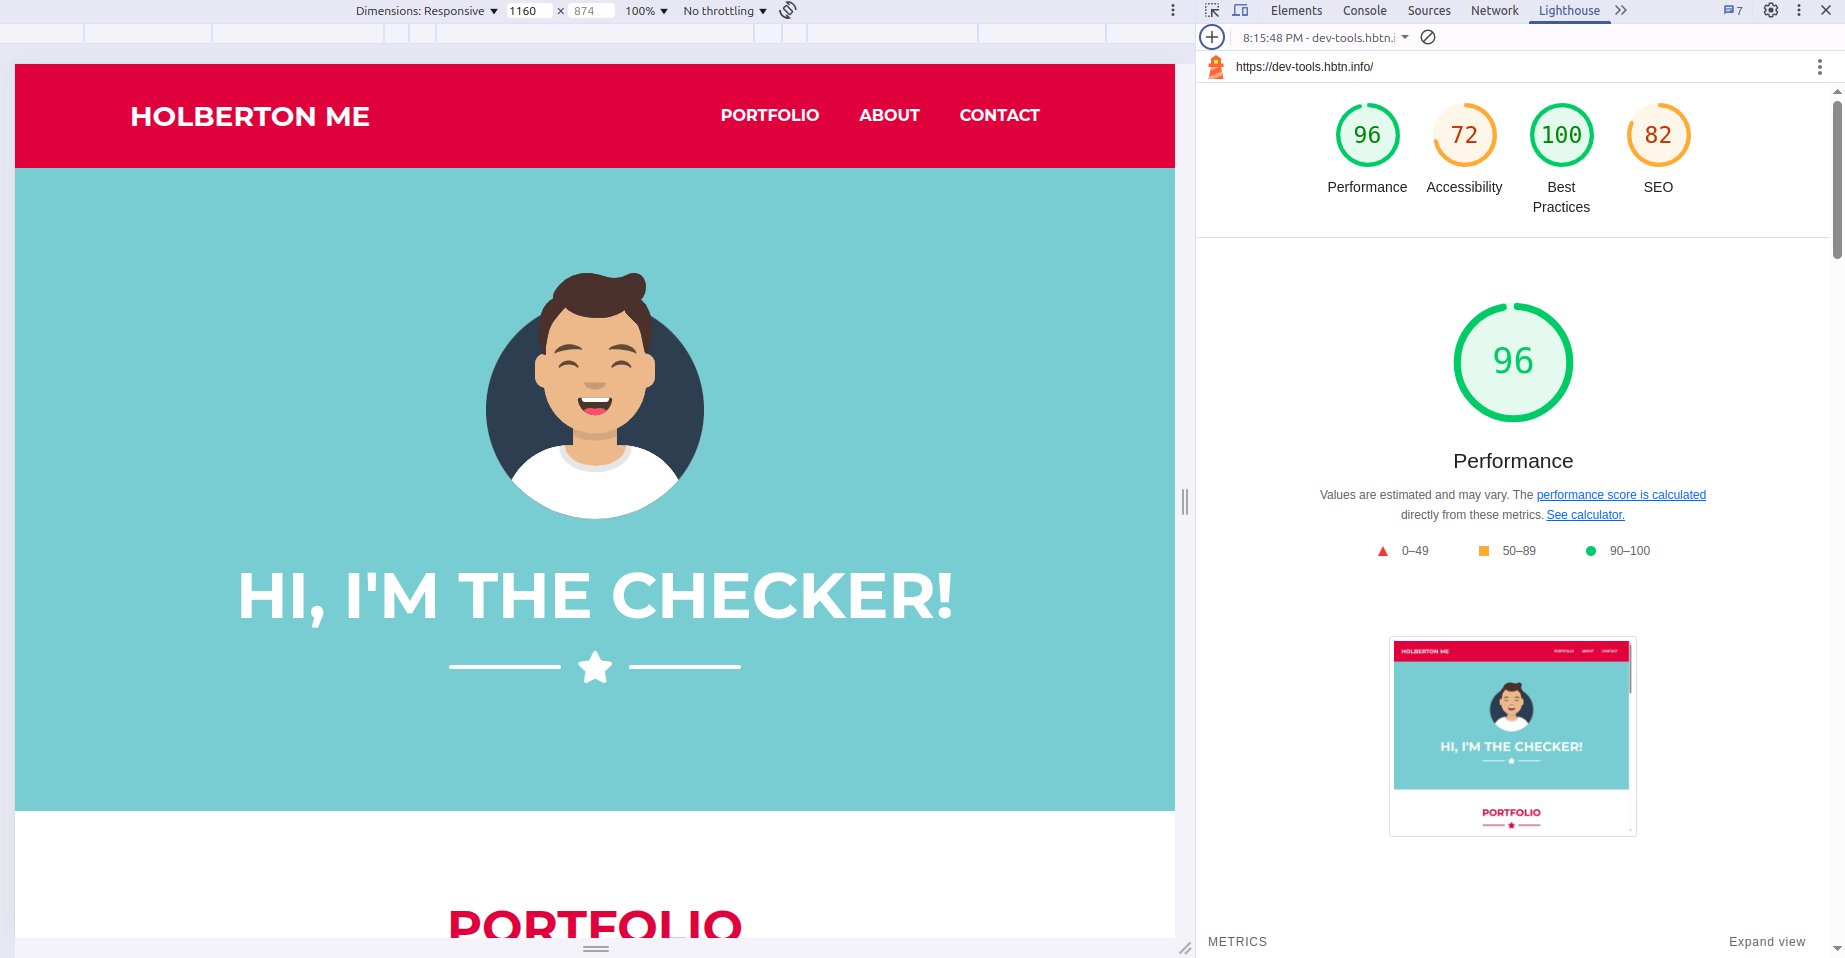 Dimensions: Responsive 1160 × 874 100% No throttling
Elements Console Sources Network Lighthouse 7
8:15:48 PM - dev-tools.hbtn.i
https://dev-tools.hbtn.info/
HOLBERTON ME PORTFOLIO ABOUT CONTACT
HI, I'M THE CHECKER!
PORTFOLIO
96 72 100 82
Performance Accessibility Best Practices SEO
96
Performance
Values are estimated and may vary. The performance score is calculated
directly from these metrics. See calculator.
0–49 50–89 90–100
HOLBERTON ME PORTFOLIO ABOUT CONTACT
HI, I'M THE CHECKER!
PORTFOLIO
METRICS Expand view